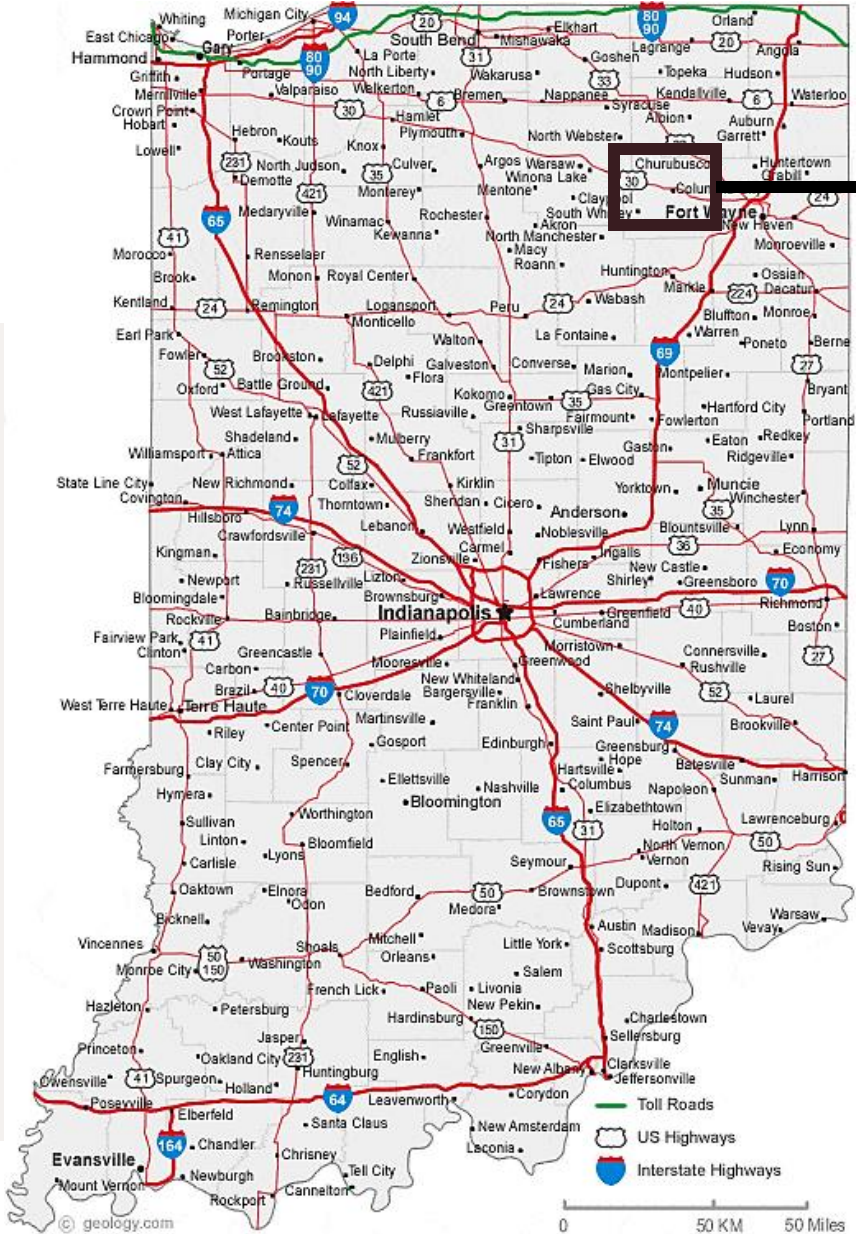 Whiting
Michigan City
94
20
80
90
Orland
East Chicago
Porter
Elkhart
Gary
South Bend
Mishawaka
Lagrange
20
Angola
Hammond
La Porte
31
Goshen
Griffith
Portage
80
90
North Liberty
Wakarusa
33
Topeka
Hudson
Merrillville
Valparaiso
Walkerton
6
Bremen
Nappanee
Kendallville
6
Waterloo
Crown Point
30
Hamlet
Syracuse
Albion
Auburn
Hobart
Hebron
Kouts
Plymouth
North Webster
Garrett
Lowell
Knox
231
North Judson
35
Culver
Argos
Warsaw
Churubusco
Huntertown
Demotte
Winona Lake
30
Grabill
421
Monterey
Mentone
Claypool
24
65
Medaryville
Winamac
Rochester
South Whitley
Fort Wayne
Akron
New Haven
41
Kewanna
North Manchester
Monroeville
Morocco
Rensselaer
Macy
Roann
Brook
Monon
Royal Center
Huntington
Ossian
Markle
224
Decatur
Kentland
24
Remington
Logansport
Peru
24
Wabash
Monticello
Bluffton
Monroe
Earl Park
Walton
La Fontaine
Warren
Poneto
Berne
Fowler
52
Brookston
Delphi
Galveston
Converse
Marion
69
27
Flora
Montpelier
Oxford
Battle Ground
421
Kokomo
Gas City
Bryant
Greentown
35
West Lafayette
Lafayette
Russiaville
Fairmount
Fowlerton
Hartford City
Portland
Sharpsville
Shadeland
Mulberry
31
Gaston
Eaton
Redkey
Williamsport
Attica
Frankfort
Tipton
Elwood
Ridgeville
52
State Line City
New Richmond
Colfax
Kirklin
Yorktown
Muncie
Covington
Sheridan
Cicero
Winchester
74
Thorntown
Anderson
35
Hillsboro
Lebanon
Westfield
Noblesville
Blountsville
Lynn
Crawfordsville
Carmel
36
Kingman
136
Zionsville
Ingalls
Economy
231
Fishers
New Castle
Newport
Russellville
Lizton
Shirley
Greensboro
70
Bloomingdale
Brownsburg
Lawrence
Richmond
Rockville
Bainbridge
Indianapolis
Greenfield
40
Cumberland
Boston
Fairview Park
41
Plainfield
Clinton
Greencastle
Morristown
Connersville
27
Carbon
Mooresville
Greenwood
Rushville
Brazil
40
70
Cloverdale
New Whiteland
Bargersville
Shelbyville
52
West Terre Haute
Terre Haute
Franklin
Laurel
Center Point
Martinsville
Saint Paul
74
Brookville
Riley
Gosport
Edinburgh
Greensburg
Clay City
Spencer
Hope
Batesville
Farmersburg
Hartsville
Harrison
Ellettsville
Columbus
Sunman
Hymera
Nashville
Napoleon
Bloomington
Sullivan
Worthington
65
Elizabethtown
Lawrenceburg
31
Holton
Linton
Bloomfield
50
Lyons
North Vernon
Carlisle
Seymour
Vernon
Rising Sun
Oaktown
Elnora
Bedford
50
Brownstown
Dupont
421
Odon
Medora
Bicknell
Warsaw
Austin
Madison
Vevay
Vincennes
Mitchell
50
150
Shoals
Little York
Scottsburg
Monroe City
Washington
Orleans
Salem
French Lick
Paoli
Livonia
Hazleton
Petersburg
New Pekin
Hardinsburg
Charlestown
150
Jasper
Sellersburg
Princeton
Oakland City
231
English
Greenville
Huntingburg
New Albany
Clarksville
Owensville
41
Spurgeon
Holland
Jeffersonville
Poseyville
64
Leavenworth
Corydon
Toll Roads
Elberfeld
Santa Claus
New Amsterdam
US Highways
164
Chandler
Laconia
Evansville
Chrisney
Interstate Highways
Newburgh
Tell City
Mount Vernon
Cannelton
Rockport
© geology.com
0 50 KM 50 Miles